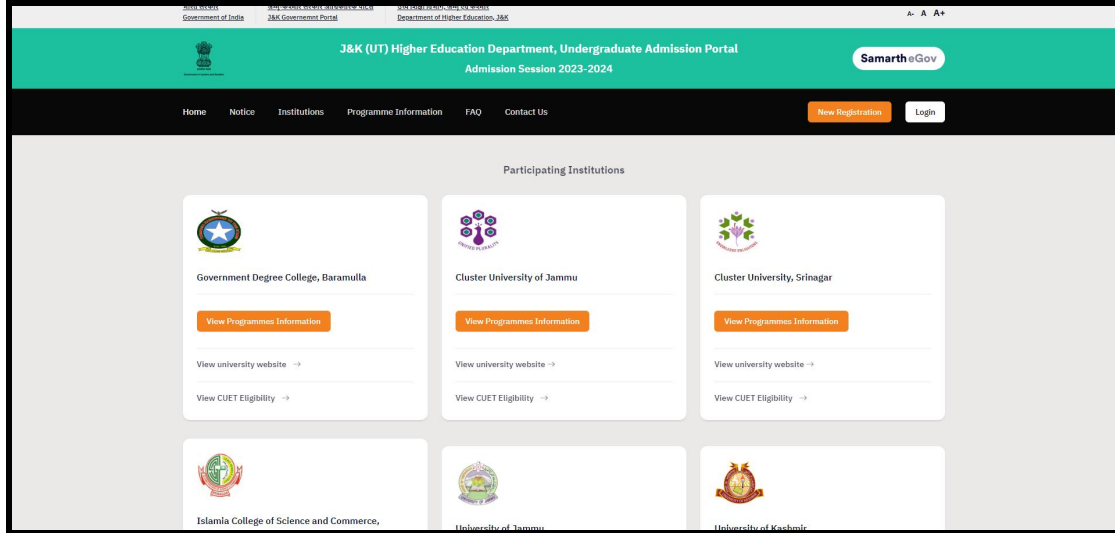 Government of India
J&K Governemnt Portal
Department of Higher Education, J&K
A- A A+
J&K (UT) Higher Education Department, Undergraduate Admission Portal
Admission Session 2023-2024
Samarth eGov
Home Notice Institutions Programme Information FAQ Contact Us New Registration Login
Participating Institutions
Government Degree College, Baramulla
View Programmes Information
View university website →
View CUET Eligibility →
UNIFIED PLURALITY
Cluster University of Jammu
View Programmes Information
View university website →
View CUET Eligibility →
Cluster University, Srinagar
View Programmes Information
View university website →
View CUET Eligibility →
Islamia College of Science and Commerce,
University of Jammu
University of Kashmir